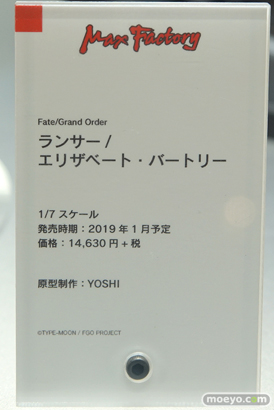 Max Factory
Fate/Grand Order
ランサー /
エリザベート・バートリー
1/7 スケール
発売時期：2019 年 1 月予定
価格：14,630 円 + 税
原型制作：YOSHI
©TYPE-MOON / FGO PROJECT
moeyo.com